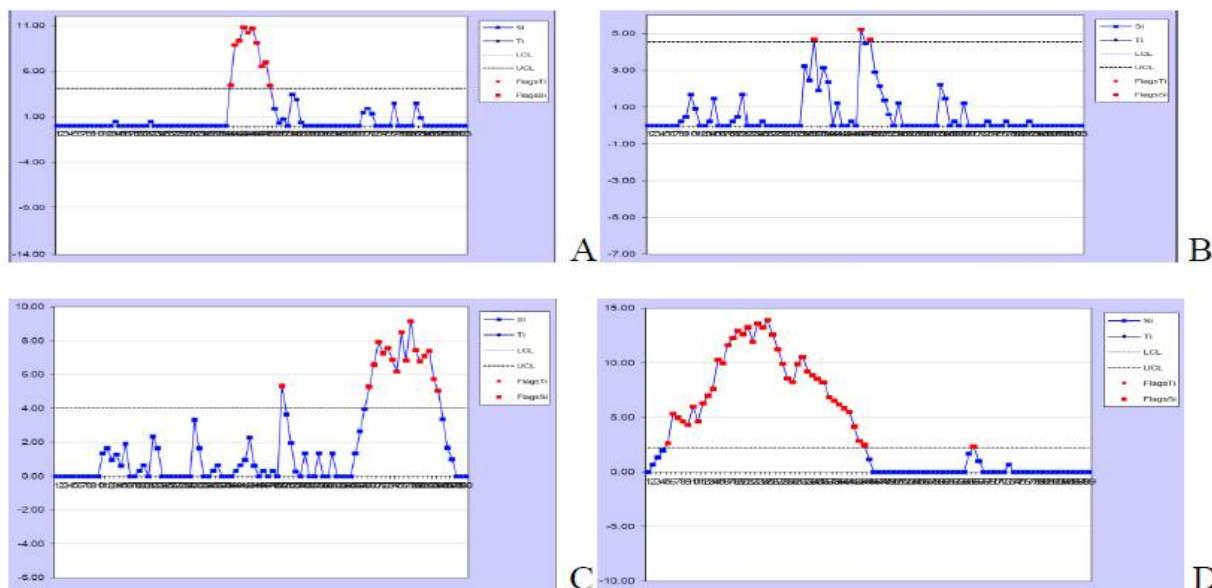 11.00
6.00
1.00
-4.00
-9.00
-14.00
Si
Ti
LCL
UCL
FlagsTi
FlagsSi
A
5.00
3.00
1.00
-1.00
-3.00
-5.00
-7.00
Si
Ti
LCL
UCL
FlagsTi
FlagsSi
B
10.00
8.00
6.00
4.00
2.00
0.00
-2.00
-4.00
-6.00
Si
Ti
LCL
UCL
FlagsTi
FlagsSi
C
15.00
10.00
5.00
0.00
-5.00
-10.00
Si
Ti
LCL
UCL
FlagsTi
FlagsSi
D